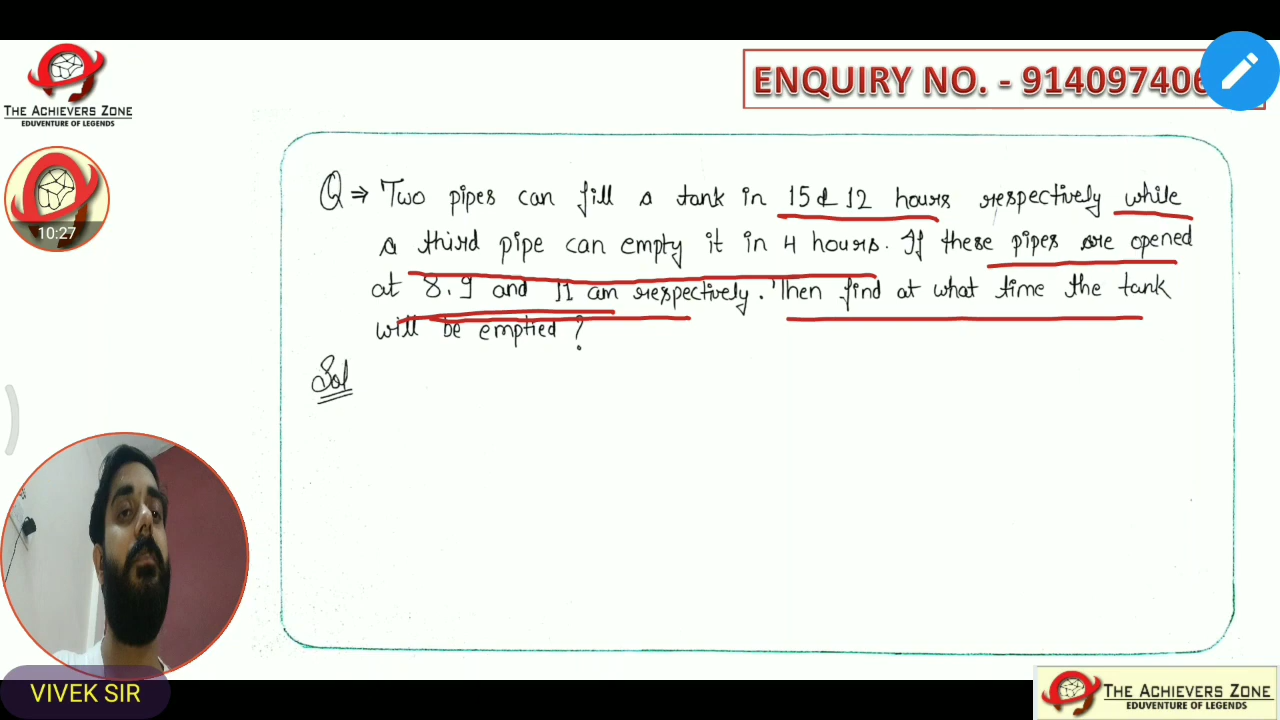 THE ACHIEVERS ZONE
EDUVENTURE OF LEGENDS
ENQUIRY NO. - 914097406
10:27
Q ⇒ Two pipes can fill a tank in 15 & 12 hours respectively while
a third pipe can empty it in 4 hours. If these pipes are opened
at 8, 9 and 11 am respectively. Then find at what time the tank
will be emptied ?
Sol
VIVEK SIR
THE ACHIEVERS ZONE
EDUVENTURE OF LEGENDS